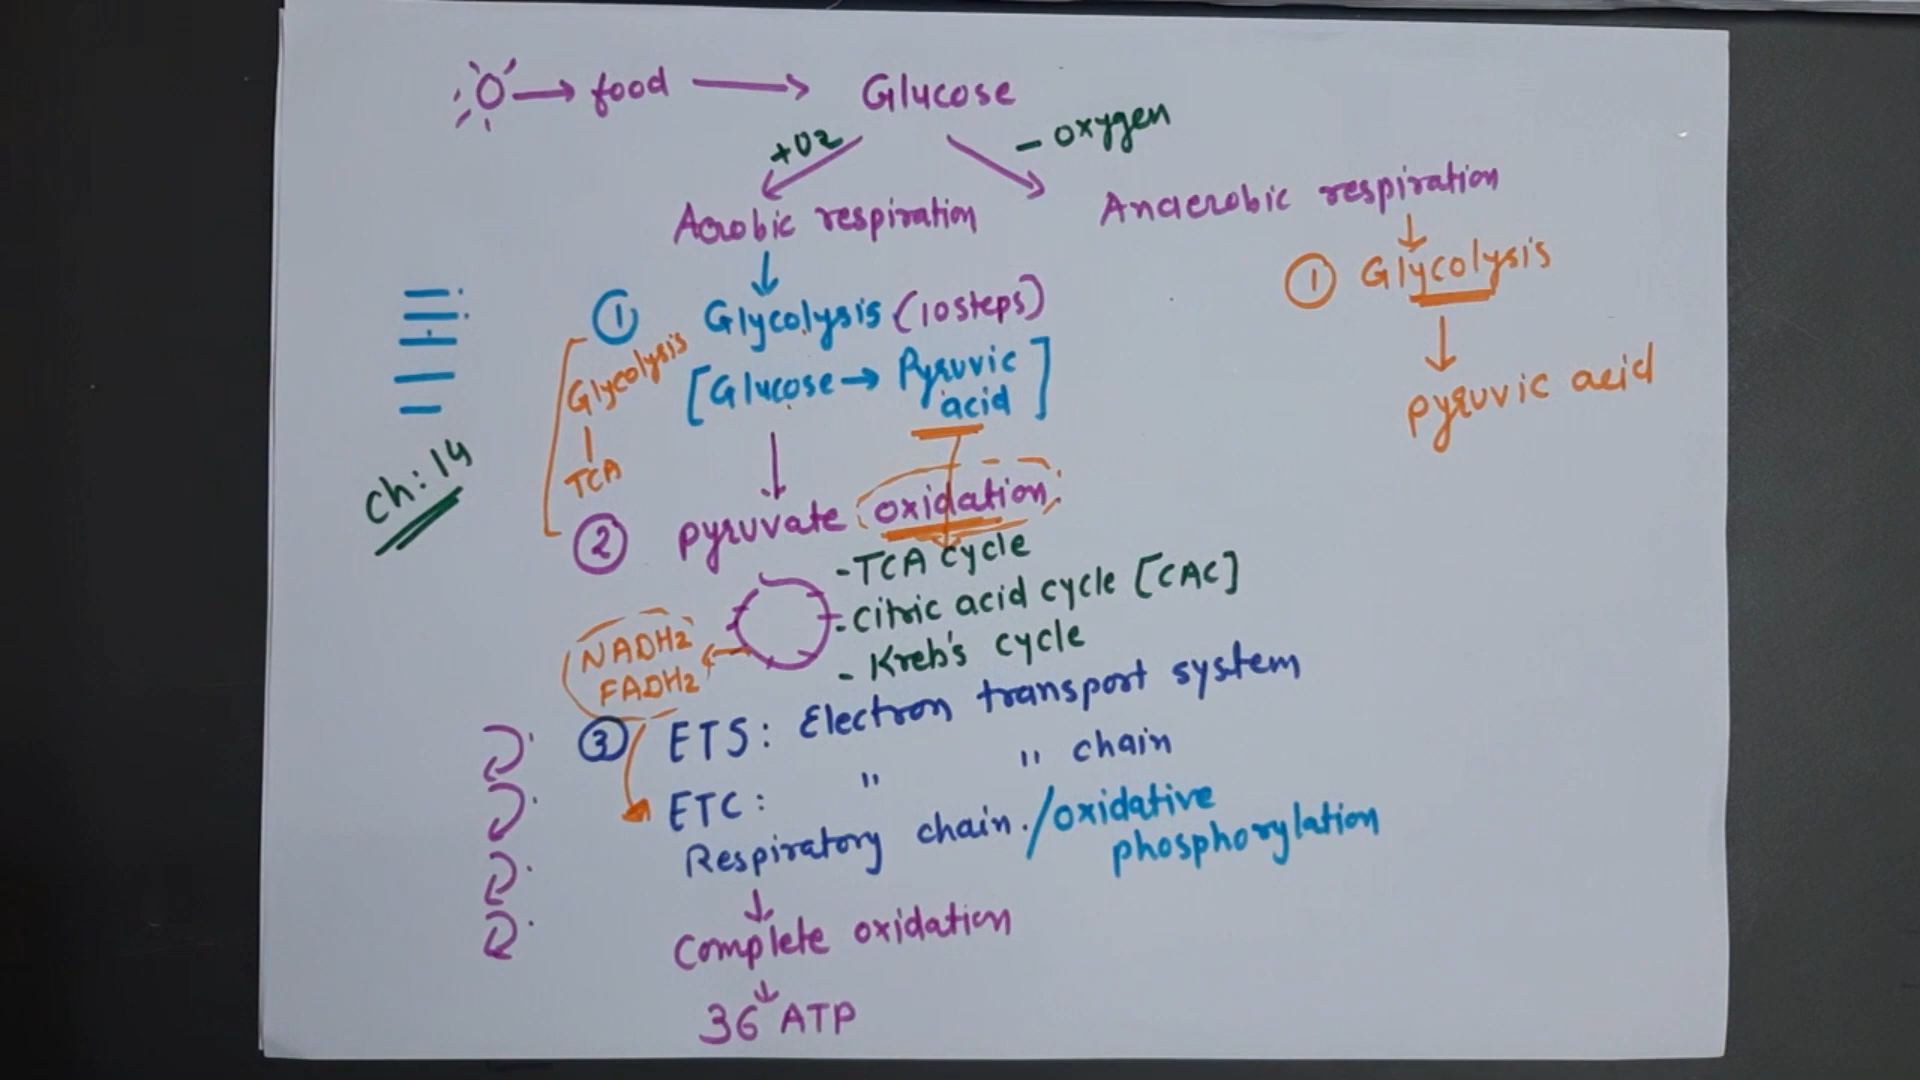 food Glucose
+O2 - oxygen
Aerobic respiration
Anaerobic respiration
① Glycolysis
pyruvic acid
① Glycolysis (10 steps)
[Glucose → Pyruvic
acid]
Glycolysis
TCA
Ch: 14
② pyruvate oxidation
- TCA cycle
- Citric acid cycle [CAC]
- Kreb's cycle
NADH2
FADH2
③ ETS: Electron transport system
ETC: " " chain
Respiratory chain. / oxidative
phosphorylation
Complete oxidation
36 ATP